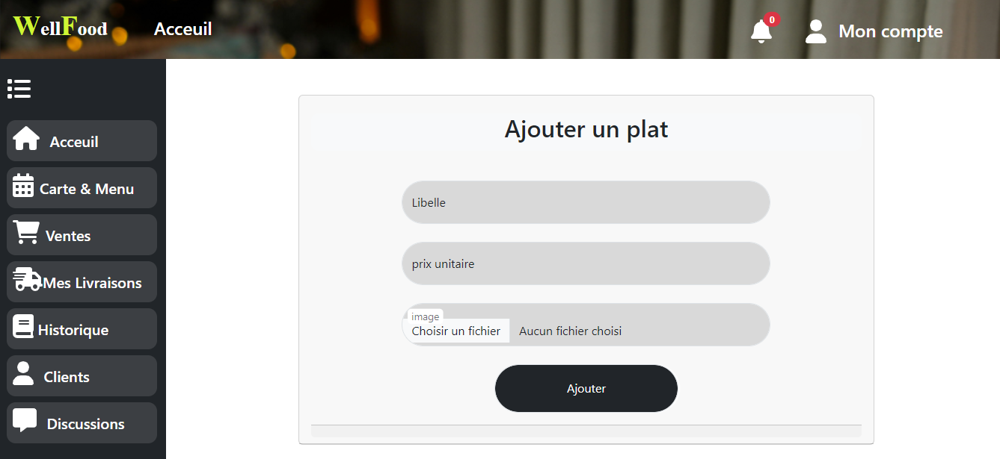 WellFood
Acceuil
0
Mon compte
Acceuil
Carte & Menu
Ventes
Mes Livraisons
Historique
Clients
Discussions
Ajouter un plat
Libelle
prix unitaire
image
Choisir un fichier Aucun fichier choisi
Ajouter